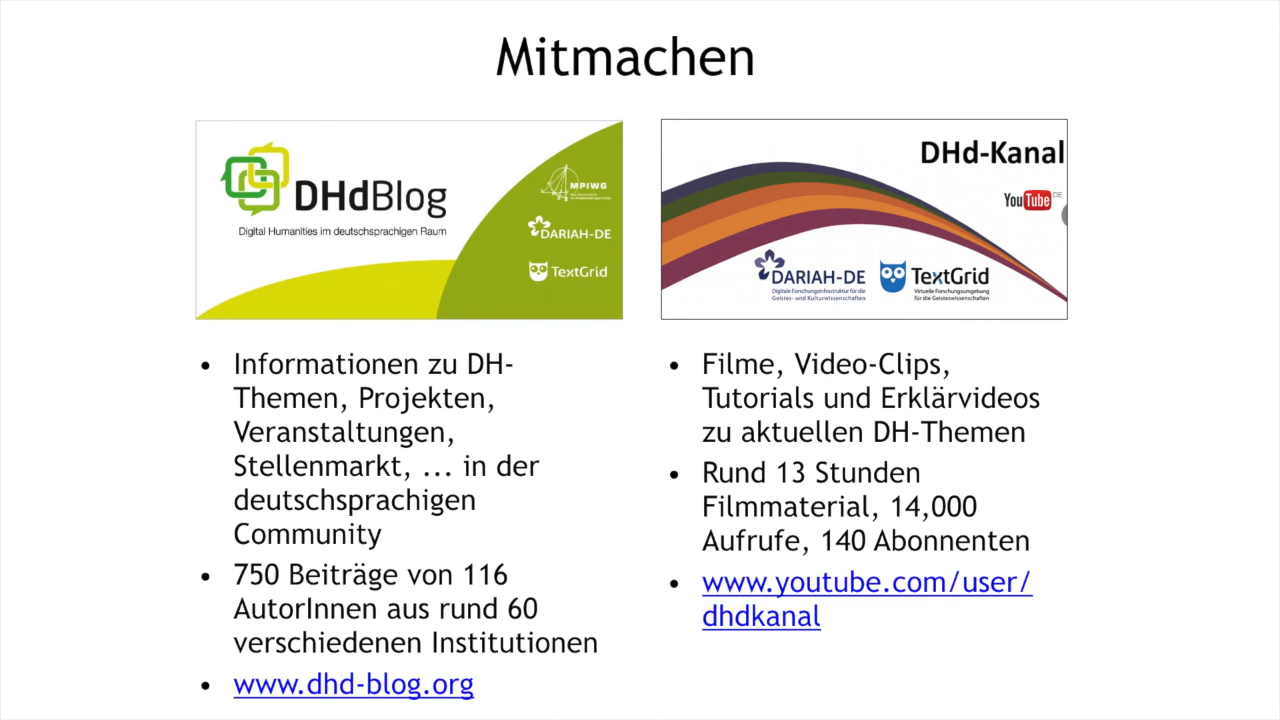 Mitmachen
DHdBlog
Digital Humanities im deutschsprachigen Raum
MPIWG
DARIAH-DE
TextGrid
• Informationen zu DH-
Themen, Projekten,
Veranstaltungen,
Stellenmarkt, ... in der
deutschsprachigen
Community
• 750 Beiträge von 116
AutorInnen aus rund 60
verschiedenen Institutionen
• www.dhd-blog.org
DHd-Kanal
YouTube DE
DARIAH-DE
Digitale Forschungsinfrastruktur für die
Geistes- und Kulturwissenschaften
TextGrid
Virtuelle Forschungsumgebung
für die Geisteswissenschaften
• Filme, Video-Clips,
Tutorials und Erklärvideos
zu aktuellen DH-Themen
• Rund 13 Stunden
Filmmaterial, 14,000
Aufrufe, 140 Abonnenten
• www.youtube.com/user/
dhdkanal